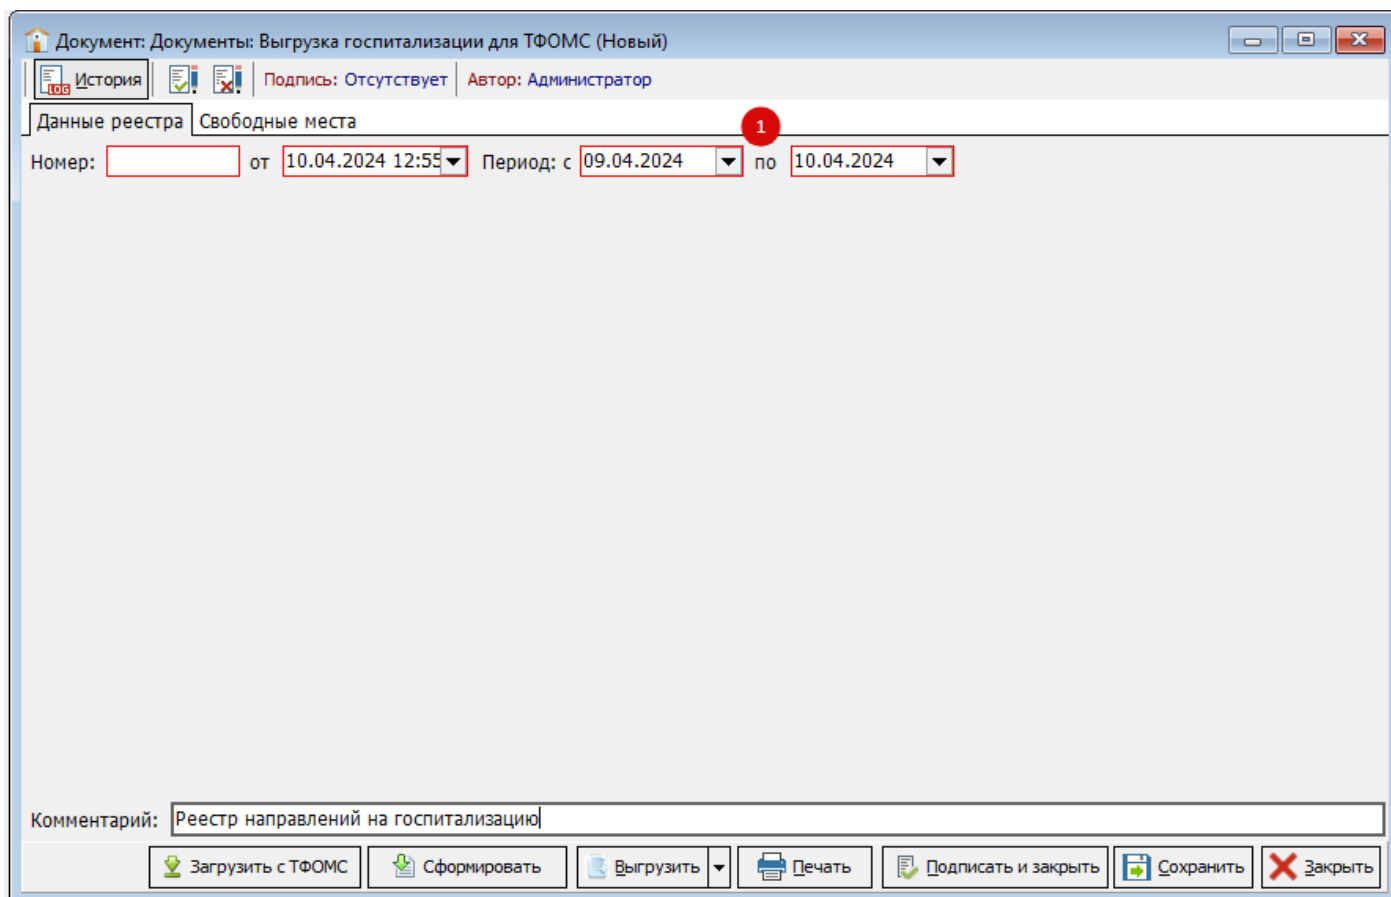 Документ: Документы: Выгрузка госпитализации для ТФОМС (Новый)
LOG История Подпись: Отсутствует Автор: Администратор
Данные реестра Свободные места
1
Номер: от 10.04.2024 12:55 Период: с 09.04.2024 по 10.04.2024
Комментарий: Реестр направлений на госпитализацию
Загрузить с ТФОМС Сформировать Выгрузить Печать Подписать и закрыть Сохранить Закрыть